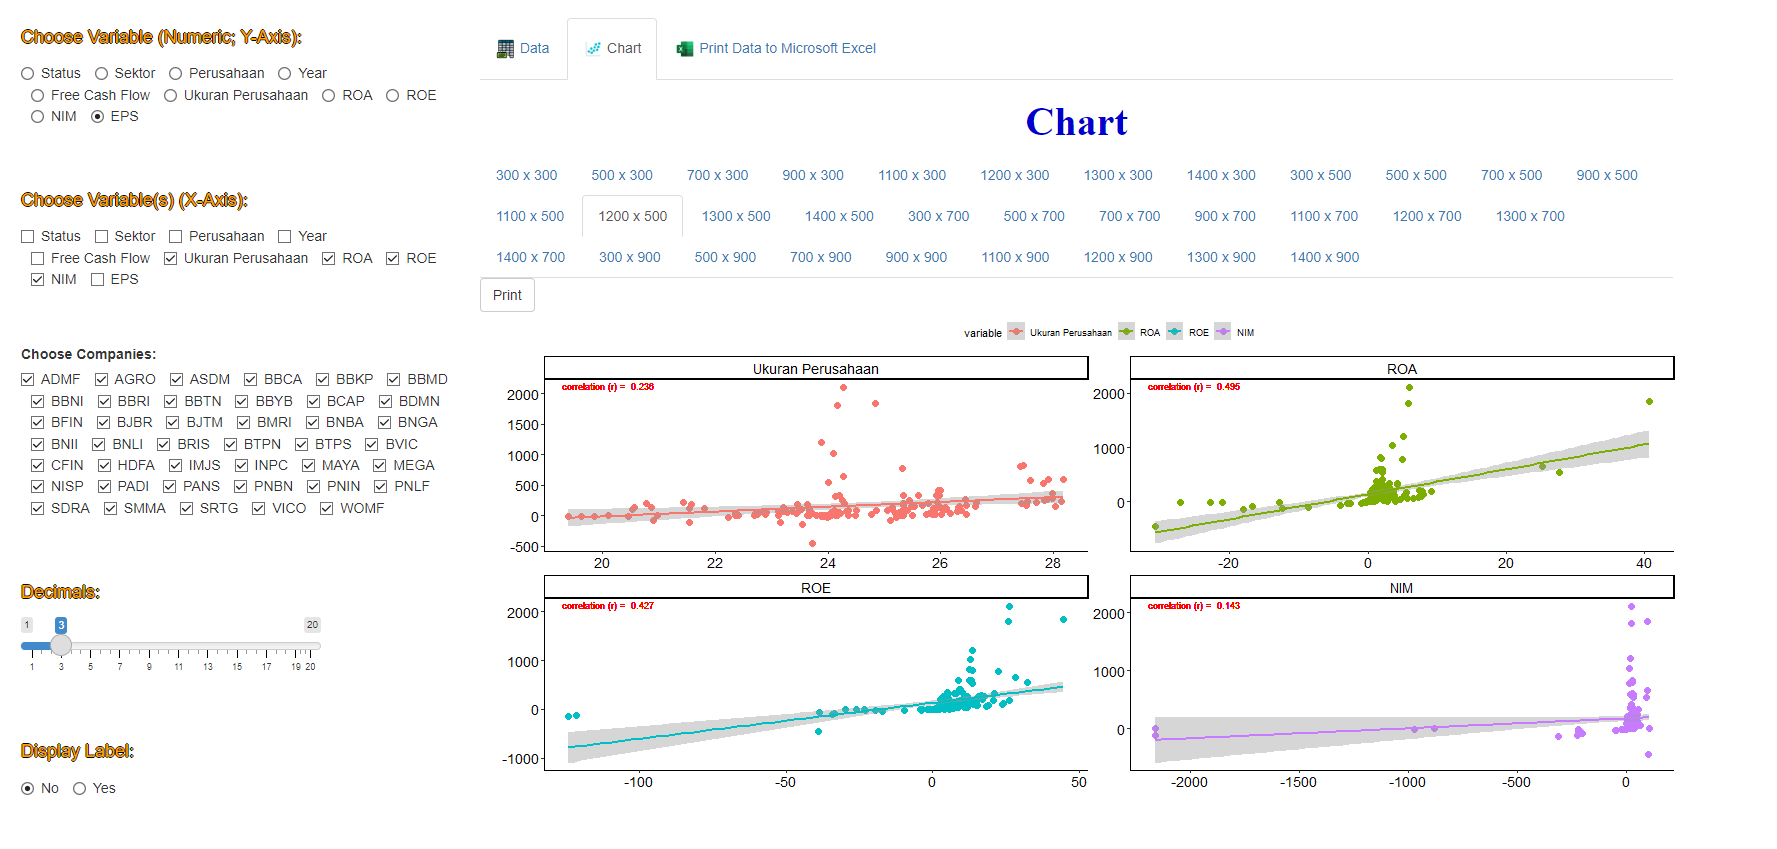 Choose Variable (Numeric; Y-Axis):
Status Sektor Perusahaan Year
Free Cash Flow Ukuran Perusahaan ROA ROE
NIM EPS
Choose Variable(s) (X-Axis):
Status Sektor Perusahaan Year
Free Cash Flow Ukuran Perusahaan ROA ROE
NIM EPS
Choose Companies:
ADMF AGRO ASDM BBCA BBKP BBMD
BBNI BBRI BBTN BBYB BCAP BDMN
BFIN BJBR BJTM BMRI BNBA BNGA
BNII BNLI BRIS BTPN BTPS BVIC
CFIN HDFA IMJS INPC MAYA MEGA
NISP PADI PANS PNBN PNIN PNLF
SDRA SMMA SRTG VICO WOMF
Decimals:
1 3 20
1 3 5 7 9 11 13 15 17 19 20
Display Label:
No Yes
Data Chart Print Data to Microsoft Excel
Chart
300 x 300 500 x 300 700 x 300 900 x 300 1100 x 300 1200 x 300 1300 x 300 1400 x 300 300 x 500 500 x 500 700 x 500 900 x 500
1100 x 500 1200 x 500 1300 x 500 1400 x 500 300 x 700 500 x 700 700 x 700 900 x 700 1100 x 700 1200 x 700 1300 x 700
1400 x 700 300 x 900 500 x 900 700 x 900 900 x 900 1100 x 900 1200 x 900 1300 x 900 1400 x 900
Print
variable Ukuran Perusahaan ROA ROE NIM
Ukuran Perusahaan
correlation (r) = 0.236
2000
1500
1000
500
0
-500
20 22 24 26 28
ROA
correlation (r) = 0.495
2000
1000
0
-20 0 20 40
ROE
correlation (r) = 0.427
2000
1000
0
-1000
-100 -50 0 50
NIM
correlation (r) = 0.143
2000
1000
0
-2000 -1500 -1000 -500 0